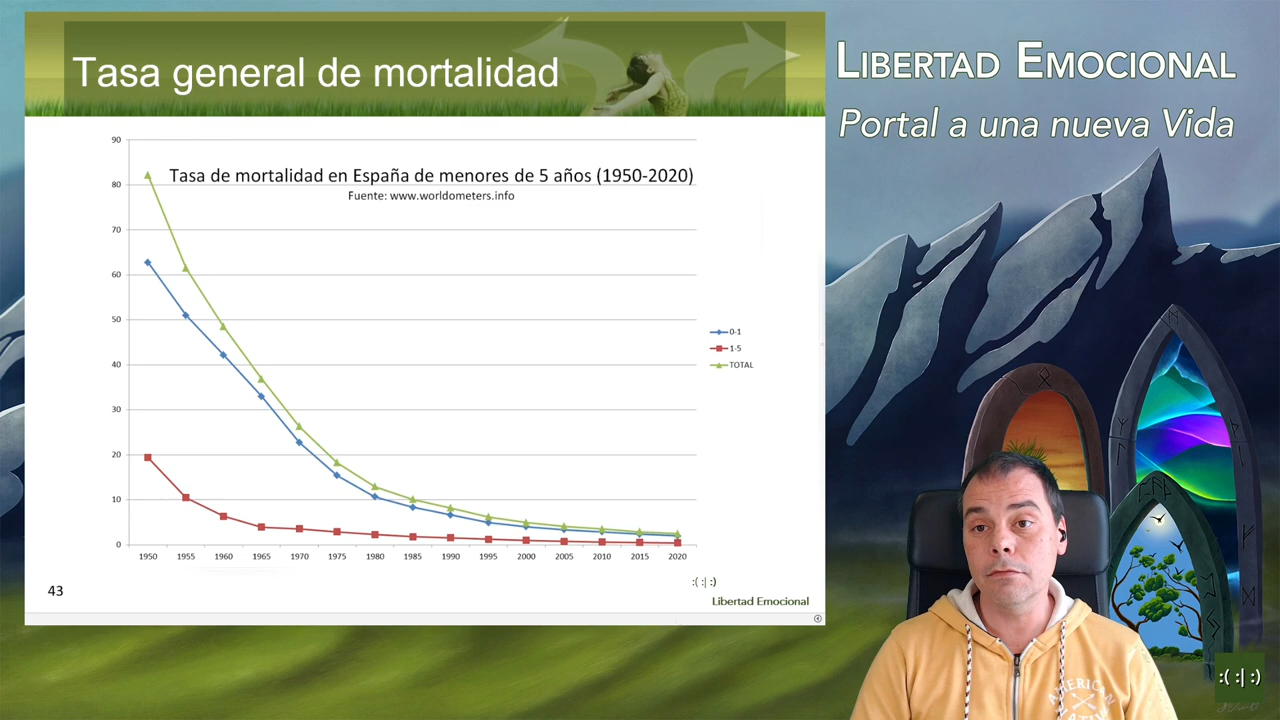 Tasa general de mortalidad
LIBERTAD EMOCIONAL
Portal a una nueva Vida
Tasa de mortalidad en España de menores de 5 años (1950-2020)
Fuente: www.worldometers.info
90
80
70
60
50
40
30
20
10
0
1950 1955 1960 1965 1970 1975 1980 1985 1990 1995 2000 2005 2010 2015 2020
0-1
1-5
TOTAL
43
:( :| :)
Libertad Emocional
AMERICAN
:( :| :)